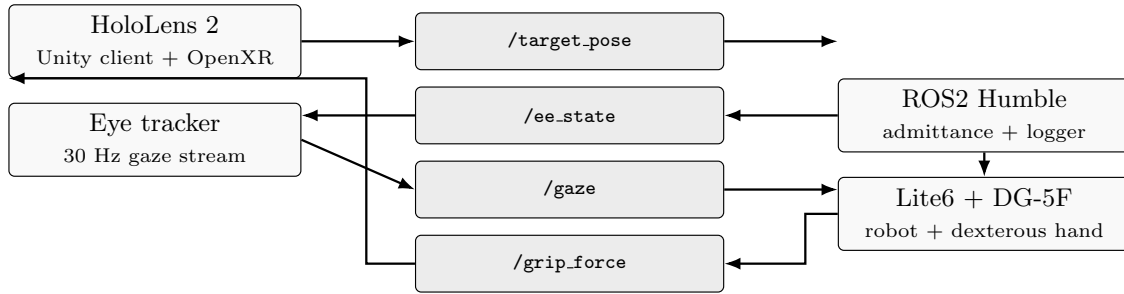 HoloLens 2
Unity client + OpenXR
Eye tracker
30 Hz gaze stream
/target_pose
/ee_state
/gaze
/grip_force
ROS2 Humble
admittance + logger
Lite6 + DG-5F
robot + dexterous hand